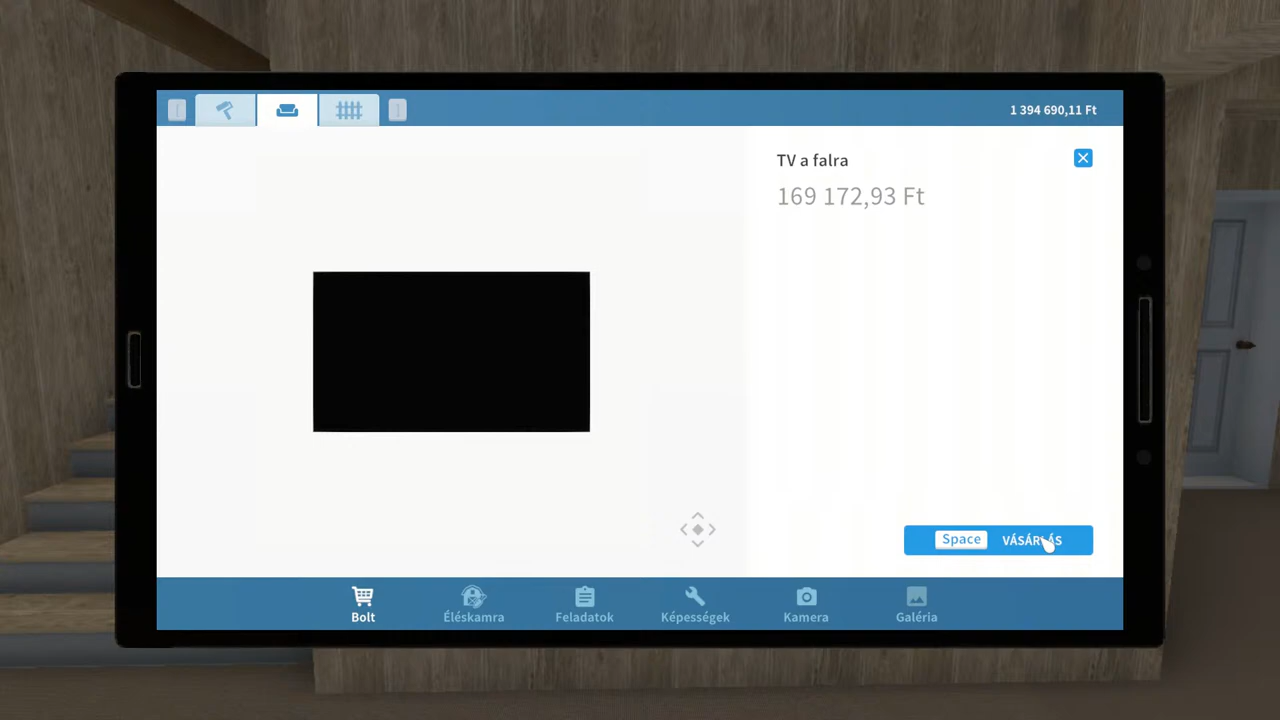 1 394 690,11 Ft
TV a falra
169 172,93 Ft
Space VÁSÁRLÁS
Bolt Éléskamra Feladatok Képességek Kamera Galéria